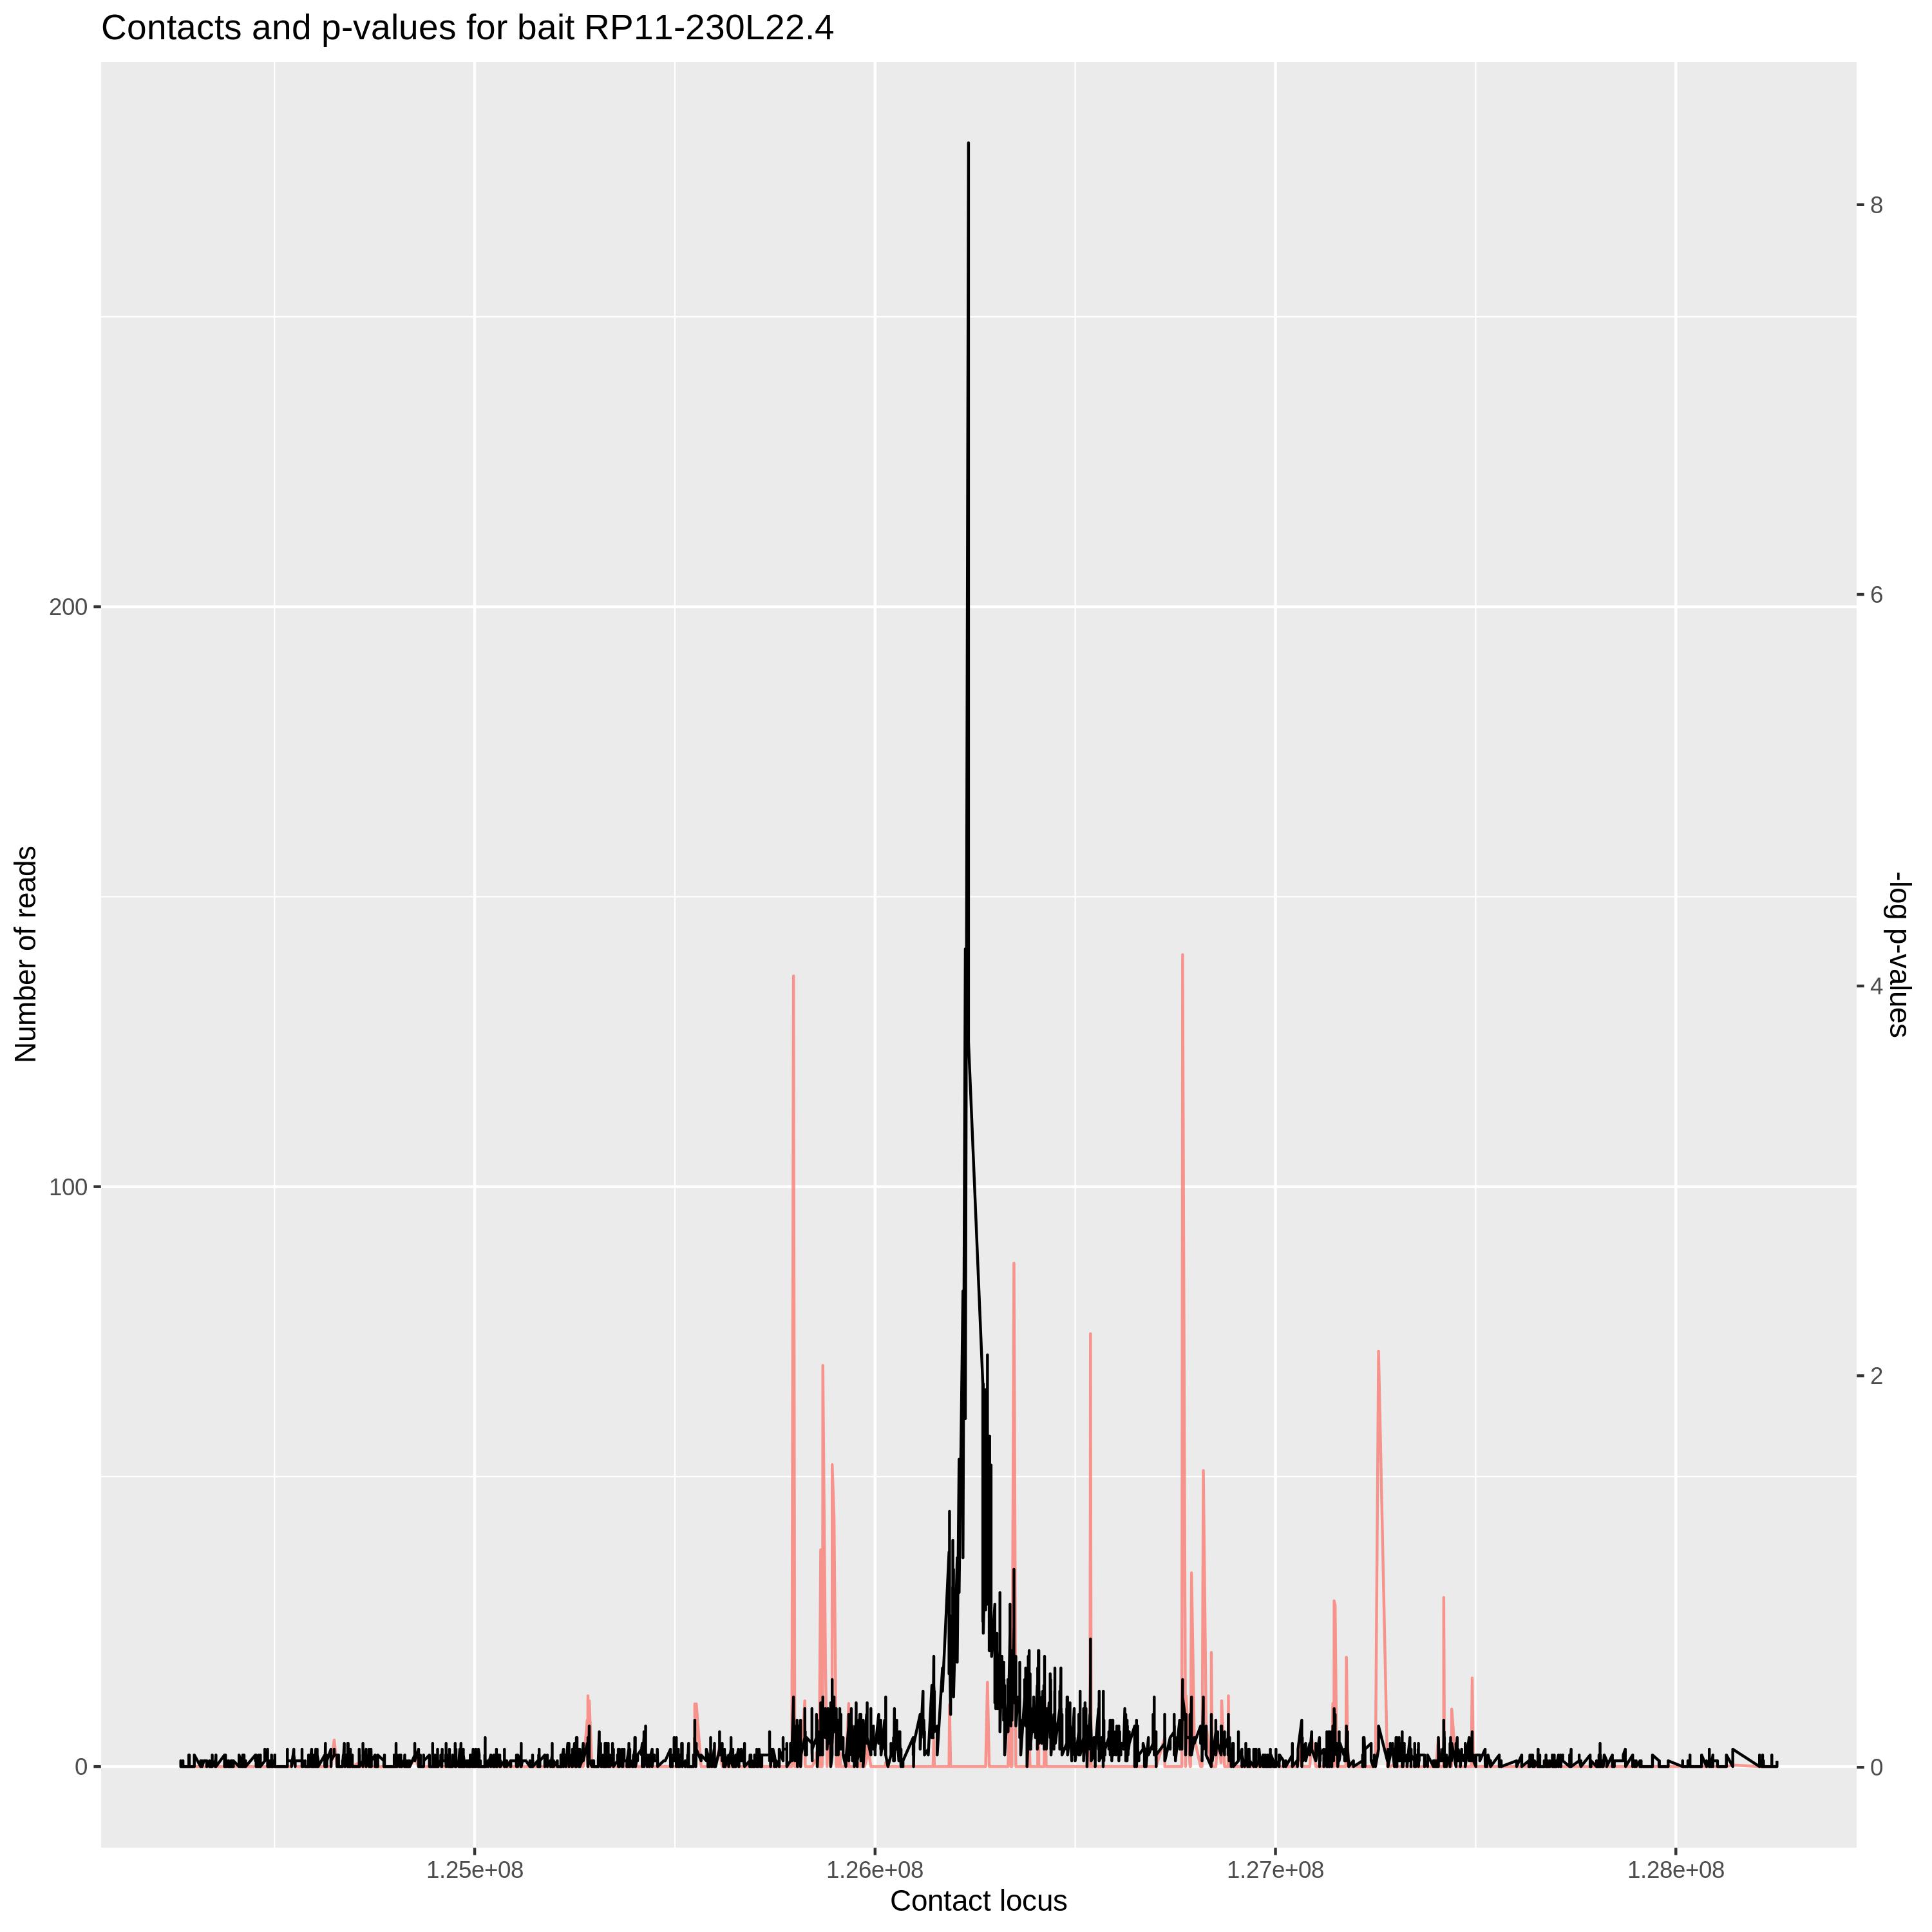 Contacts and p-values for bait RP11-230L22.4
Number of reads
200
100
0
8
6
4
2
0
-log p-values
1.25e+08 1.26e+08 1.27e+08 1.28e+08
Contact locus